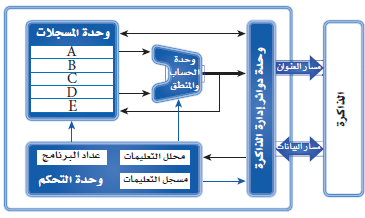 وحدة المسجلات
A
B
C
D
E
وحدة
الحساب
والمنطق
وحدة دوائر إدارة الذاكرة
مسار العنوان
مسار البيانات
الذاكرة
عداد البرنامج
محلل التعليمات
وحدة التحكم
مسجل التعليمات